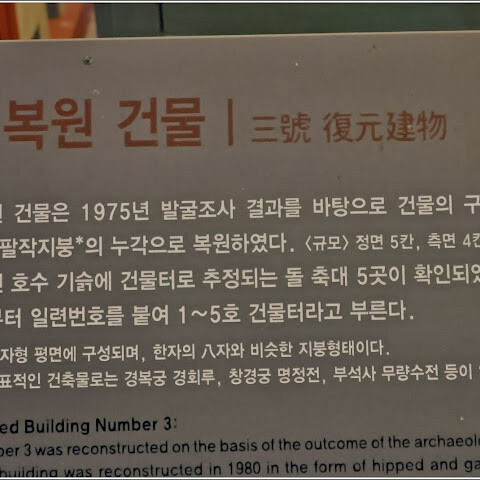 복원 건물 | 三號 復元建物
건물은 1975년 발굴조사 결과를 바탕으로 건물의 구
팔작지붕*의 누각으로 복원하였다. <규모> 정면 5칸, 측면 4칸
호수 기슭에 건물터로 추정되는 돌 축대 5곳이 확인되었
부터 일련번호를 붙여 1~5호 건물터라고 부른다.
자형 평면에 구성되며, 한자의 八자와 비슷한 지붕형태이다.
표적인 건축물로는 경복궁 경회루, 창경궁 명정전, 부석사 무량수전 등이
ed Building Number 3:
ber 3 was reconstructed on the basis of the outcome of the archaeol
building was reconstructed in 1980 in the form of hipped and ga